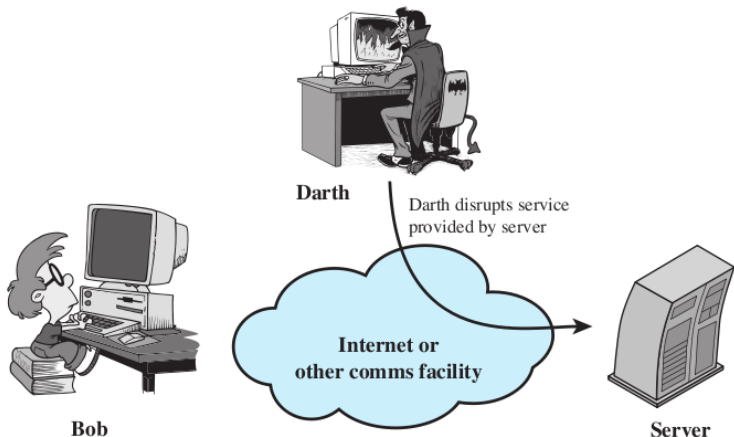 Darth
Darth disrupts service
provided by server
Internet or
other comms facility
Bob
Server